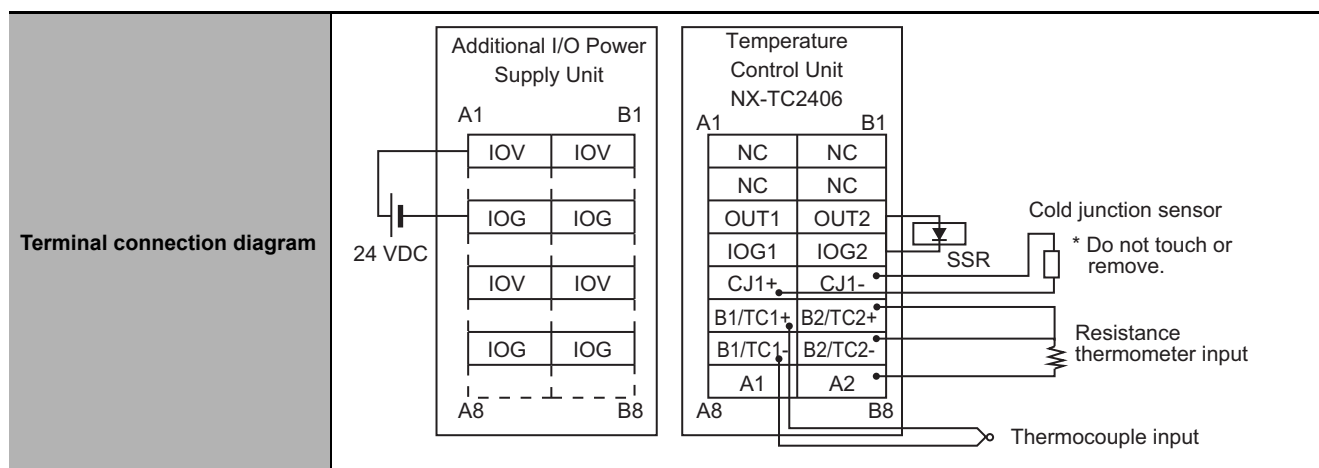 Terminal connection diagram
Additional I/O Power
Supply Unit
A1 B1
IOV IOV
IOG IOG
IOV IOV
IOG IOG
A8 B8
24 VDC
Temperature
Control Unit
NX-TC2406
A1 B1
NC NC
NC NC
OUT1 OUT2
IOG1 IOG2
CJ1+ CJ1-
B1/TC1+ B2/TC2+
B1/TC1- B2/TC2-
A1 A2
A8 B8
SSR
Cold junction sensor
* Do not touch or
remove.
Resistance
thermometer input
Thermocouple input